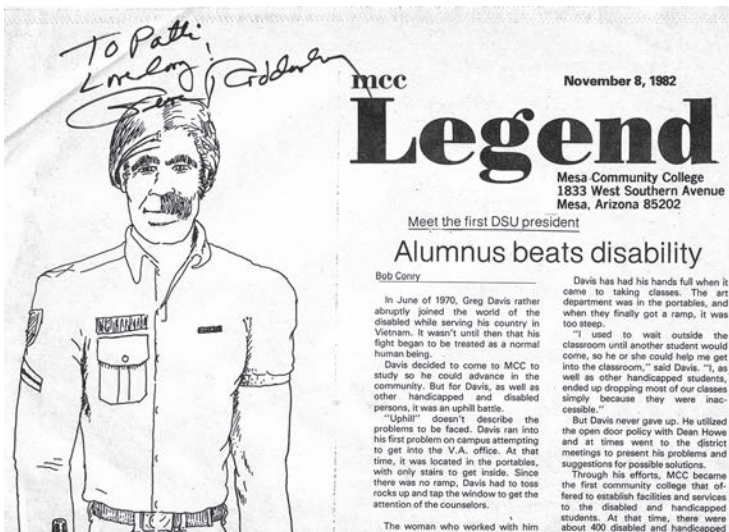 To Patti
Love
Gene Roddenberry
mcc
November 8, 1982
Legend
Mesa Community College
1833 West Southern Avenue
Mesa, Arizona 85202
Meet the first DSU president
Alumnus beats disability
Bob Conry
In June of 1970, Greg Davis rather
abruptly joined the world of the
disabled while serving his country in
Vietnam. It wasn't until then that his
fight began to be treated as a normal
human being.
Davis decided to come to MCC to
study so he could advance in the
community. But for Davis, as well as
other handicapped and disabled
persons, it was an uphill battle.
"Uphill" doesn't describe the
problems to be faced. Davis ran into
his first problem on campus attempting
to get into the V.A. office. At that
time, it was located in the portables,
with only stairs to get inside. Since
there was no ramp, Davis had to toss
rocks up and tap the window to get the
attention of the counselors.
The woman who worked with him
Davis has had his hands full when it
came to taking classes. The art
department was in the portables, and
when they finally got a ramp, it was
too steep.
"I used to wait outside the
classroom until another student would
come, so he or she could help me get
into the classroom," said Davis. "I, as
well as other handicapped students,
ended up dropping most of our classes
simply because they were inac-
cessible."
But Davis never gave up. He utilized
the open door policy with Dean Howe
and at times went to the district
meetings to present his problems and
suggestions for possible solutions.
Through his efforts, MCC became
the first community college that of-
fered to establish facilities and services
to the disabled and handicapped
students. At that time, there were
about 400 disabled and handicapped